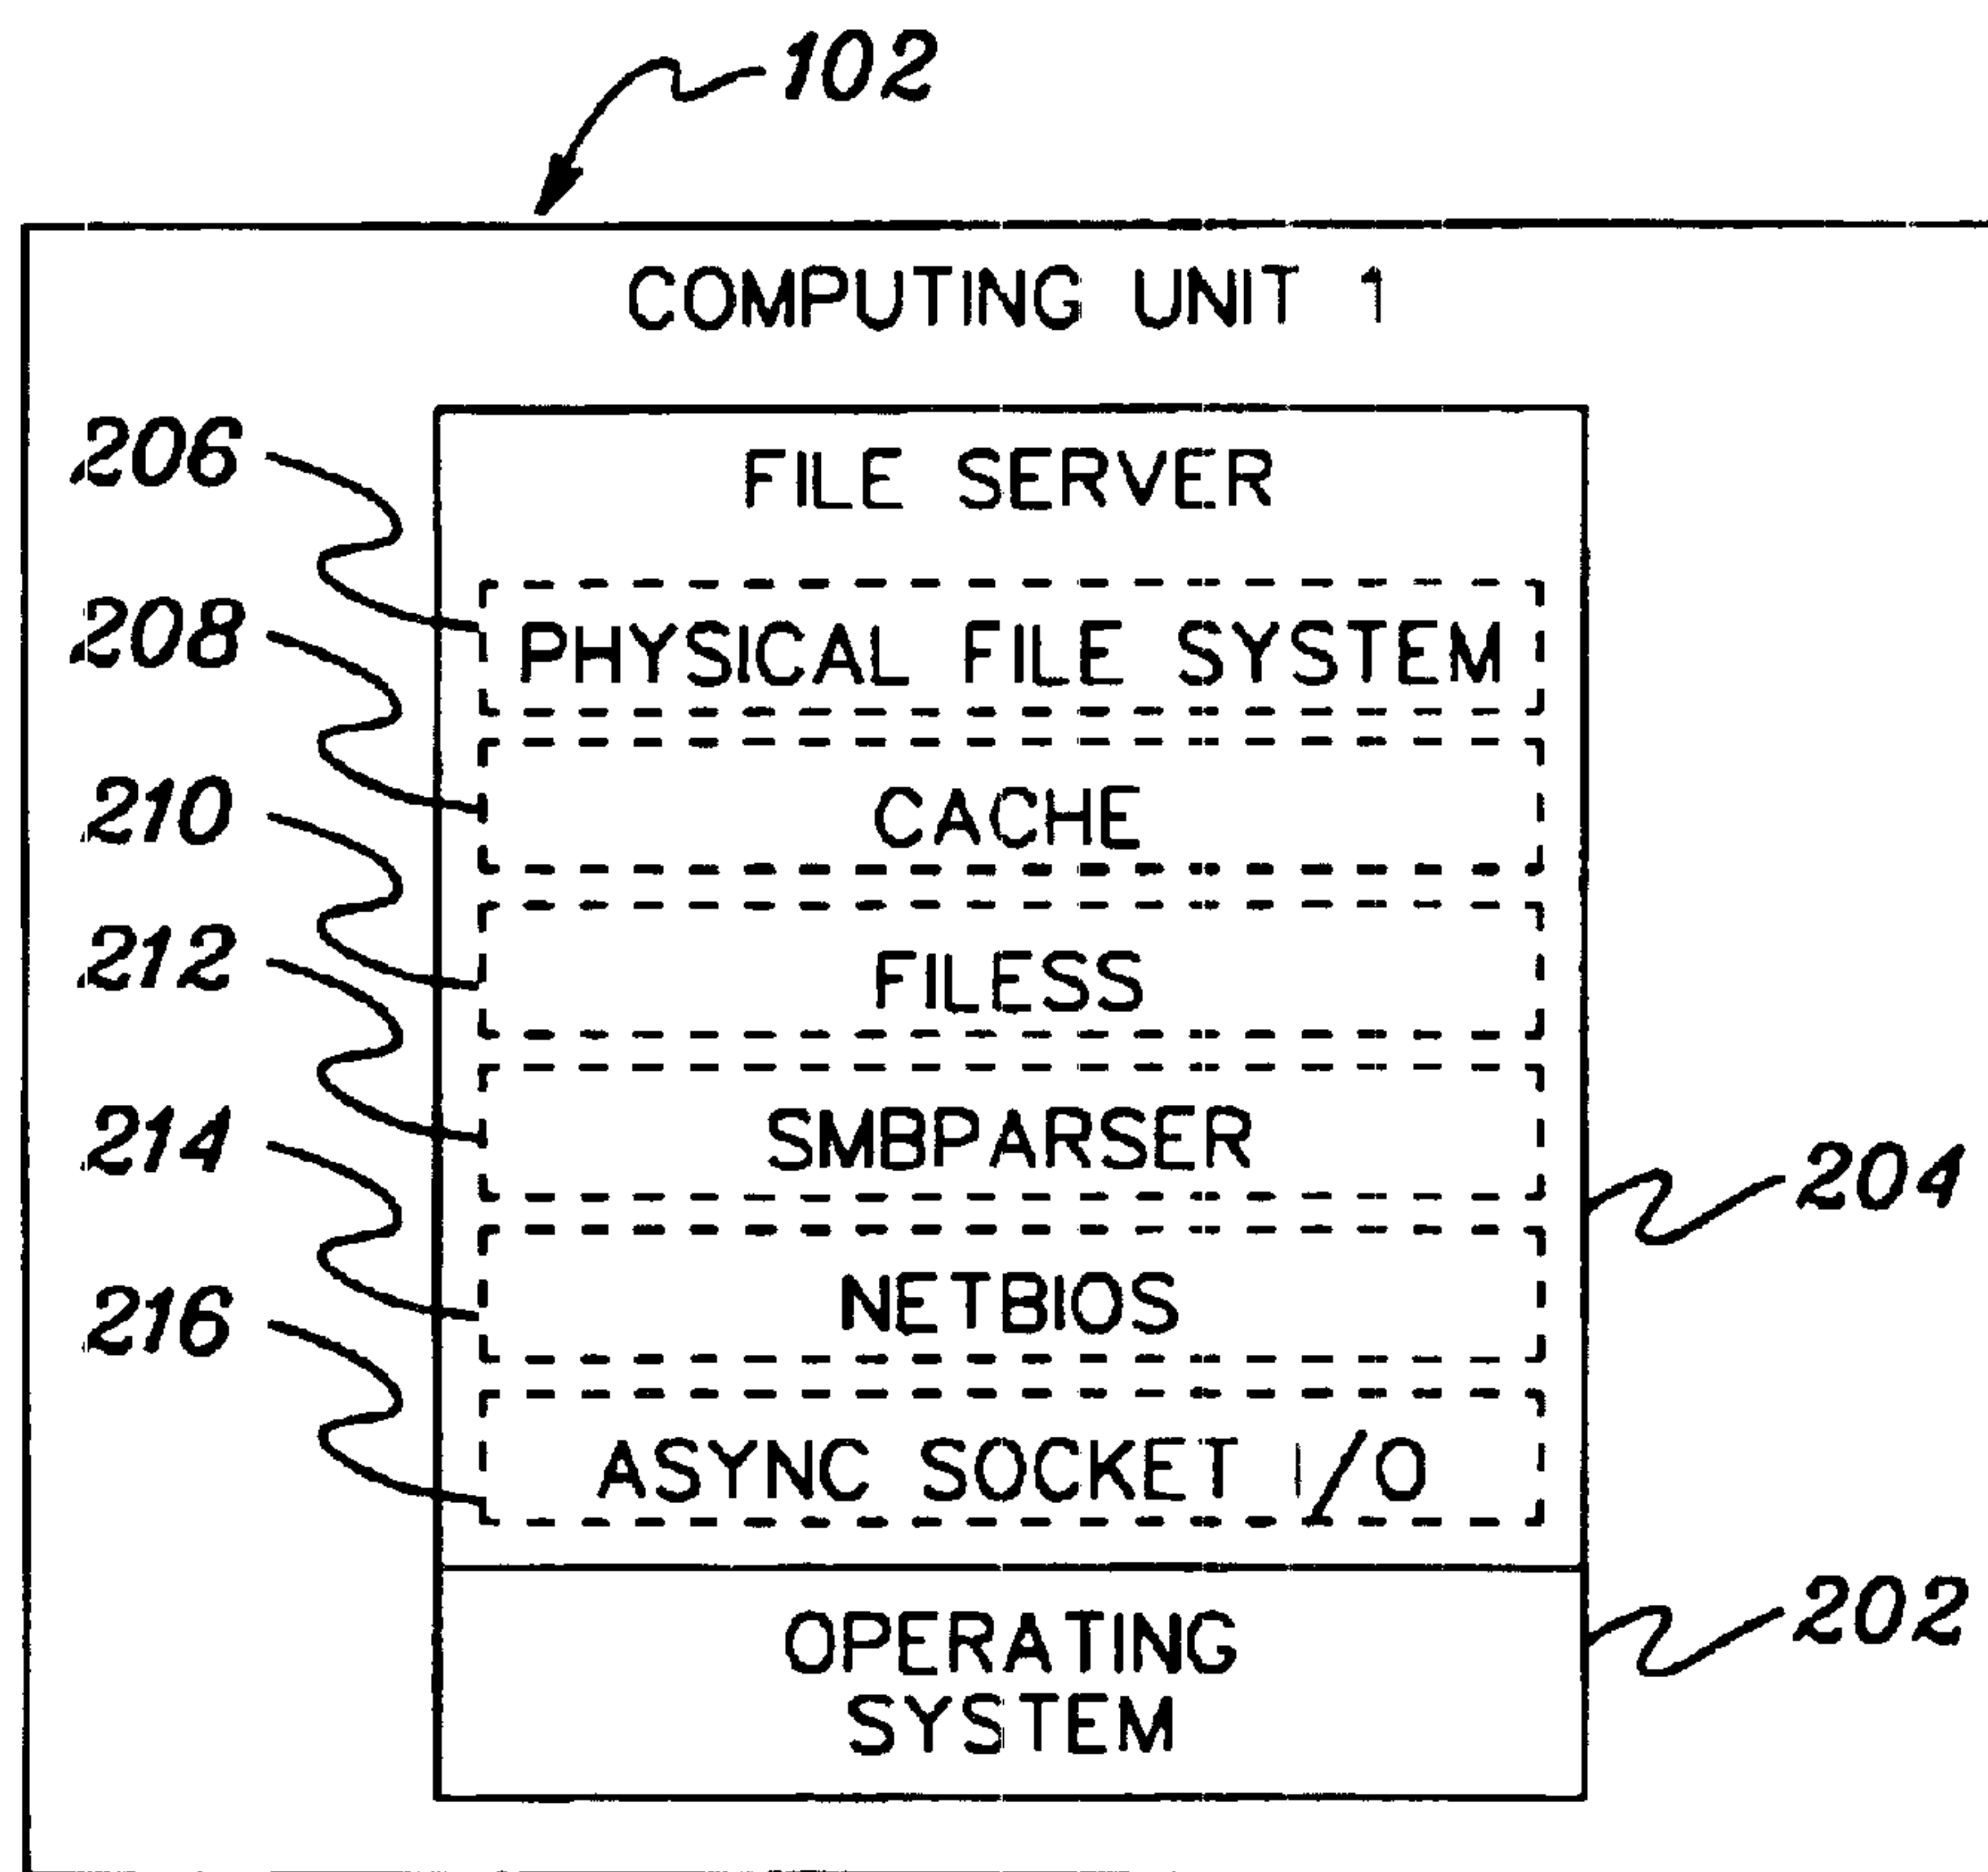 102
COMPUTING UNIT 1
206
FILE SERVER
208
PHYSICAL FILE SYSTEM
210
CACHE
212
FILESS
214
SMBPARSER
204
216
NETBIOS
ASYNC SOCKET I/O
202
OPERATING
SYSTEM